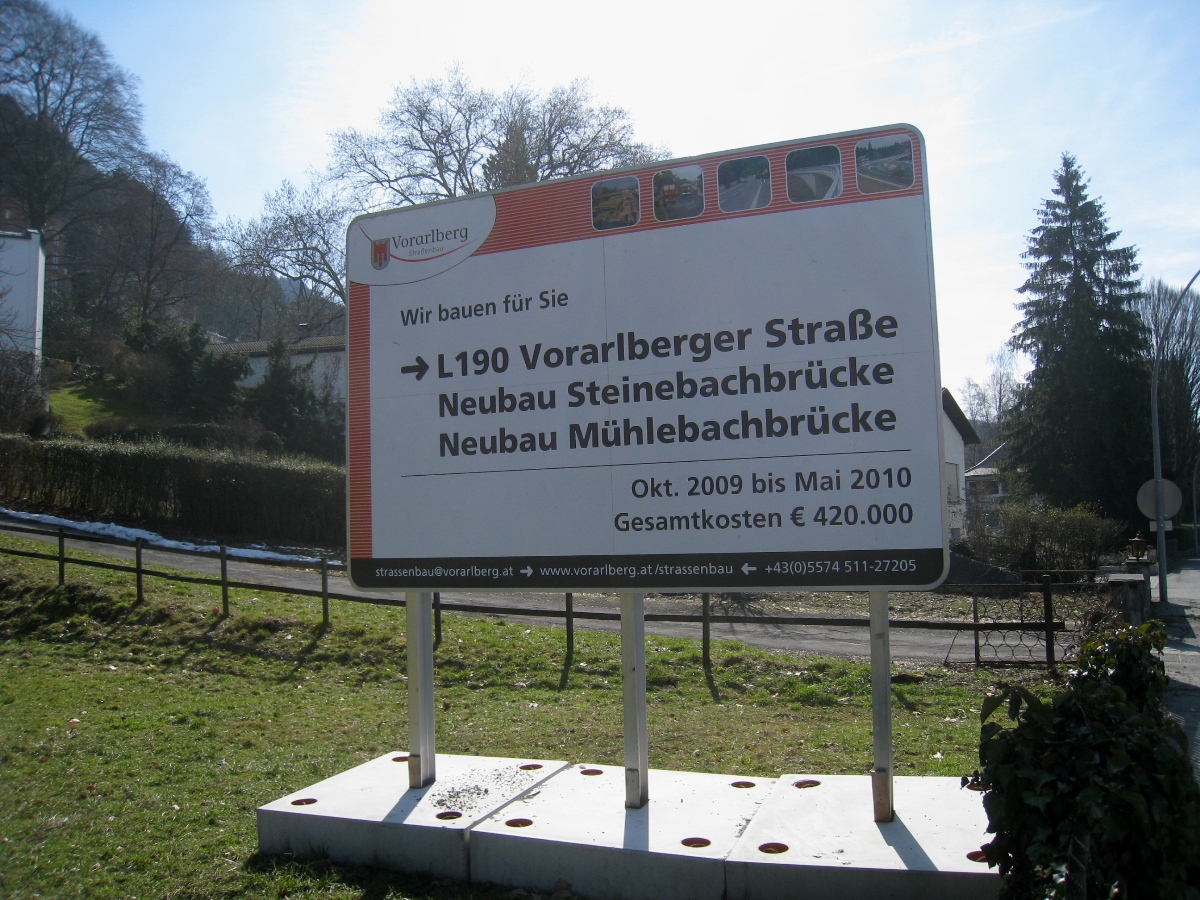 Vorarlberg
Straßenbau
Wir bauen für Sie
→ L190 Vorarlberger Straße
Neubau Steinebachbrücke
Neubau Mühlebachbrücke
Okt. 2009 bis Mai 2010
Gesamtkosten € 420.000
strassenbau@vorarlberg.at → www.vorarlberg.at/strassenbau ← +43(0)5574 511-27205